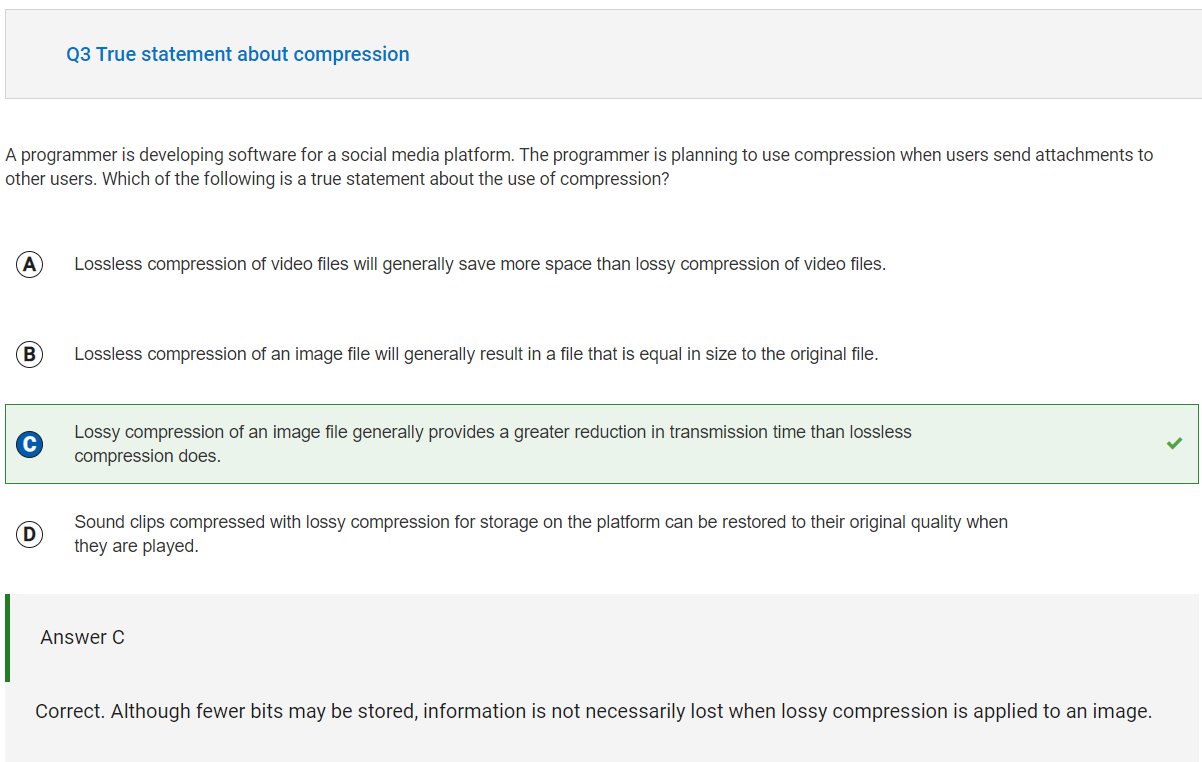 Q3 True statement about compression
A programmer is developing software for a social media platform. The programmer is planning to use compression when users send attachments to
other users. Which of the following is a true statement about the use of compression?
A Lossless compression of video files will generally save more space than lossy compression of video files.
B Lossless compression of an image file will generally result in a file that is equal in size to the original file.
C Lossy compression of an image file generally provides a greater reduction in transmission time than lossless
compression does.
D Sound clips compressed with lossy compression for storage on the platform can be restored to their original quality when
they are played.
Answer C
Correct. Although fewer bits may be stored, information is not necessarily lost when lossy compression is applied to an image.